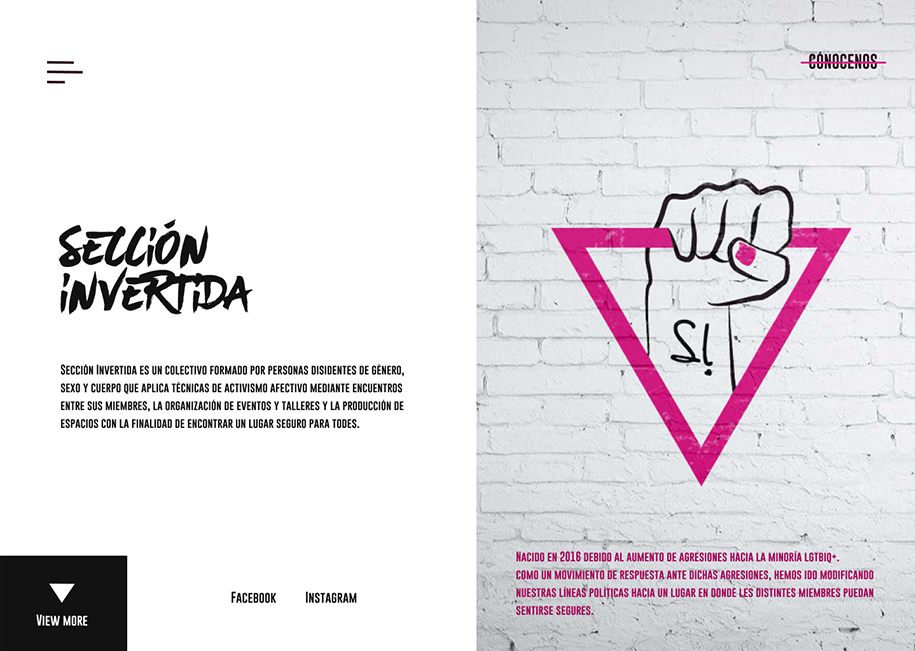 CÓNOCENOS
SECCIÓN
iNVERTiDA
SECCIÓN INVERTIDA ES UN COLECTIVO FORMADO POR PERSONAS DISIDENTES DE GÉNERO,
SEXO Y CUERPO QUE APLICA TÉCNICAS DE ACTIVISMO AFECTIVO MEDIANTE ENCUENTROS
ENTRE SUS MIEMBRES, LA ORGANIZACIÓN DE EVENTOS Y TALLERES Y LA PRODUCCIÓN DE
ESPACIOS CON LA FINALIDAD DE ENCONTRAR UN LUGAR SEGURO PARA TODES.
VIEW MORE
FACEBOOK INSTAGRAM
S!
NACIDO EN 2016 DEBIDO AL AUMENTO DE AGRESIONES HACIA LA MINORÍA LGTBIQ+.
COMO UN MOVIMIENTO DE RESPUESTA ANTE DICHAS AGRESIONES, HEMOS IDO MODIFICANDO
NUESTRAS LÍNEAS POLÍTICAS HACIA UN LUGAR EN DONDE LES DISTINTES MIEMBRES PUEDAN
SENTIRSE SEGURES.